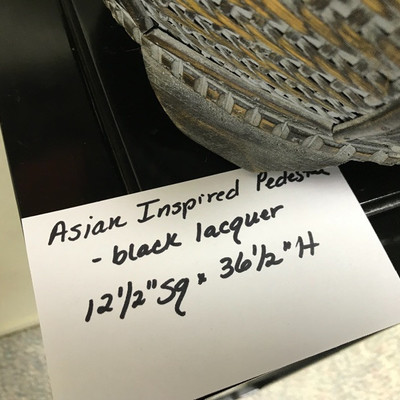 Asian Inspired Pedestal
- black lacquer
12 1/2" Sq x 36 1/2" H